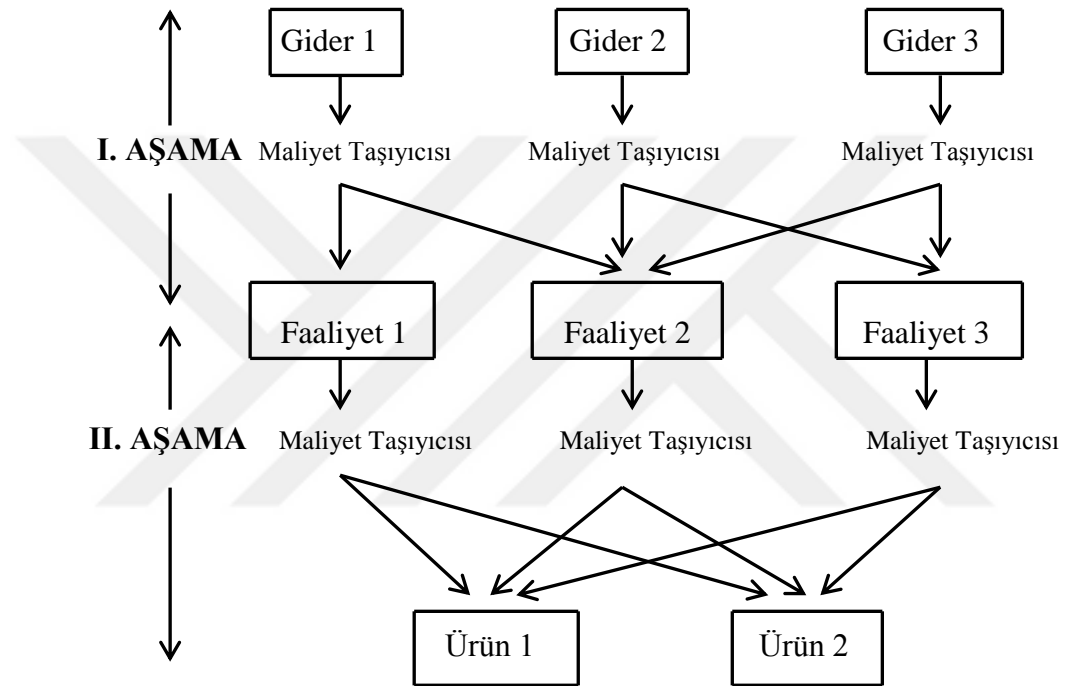 Gider 1 Gider 2 Gider 3
I. AŞAMA Maliyet Taşıyıcısı Maliyet Taşıyıcısı Maliyet Taşıyıcısı
Faaliyet 1 Faaliyet 2 Faaliyet 3
II. AŞAMA Maliyet Taşıyıcısı Maliyet Taşıyıcısı Maliyet Taşıyıcısı
Ürün 1 Ürün 2